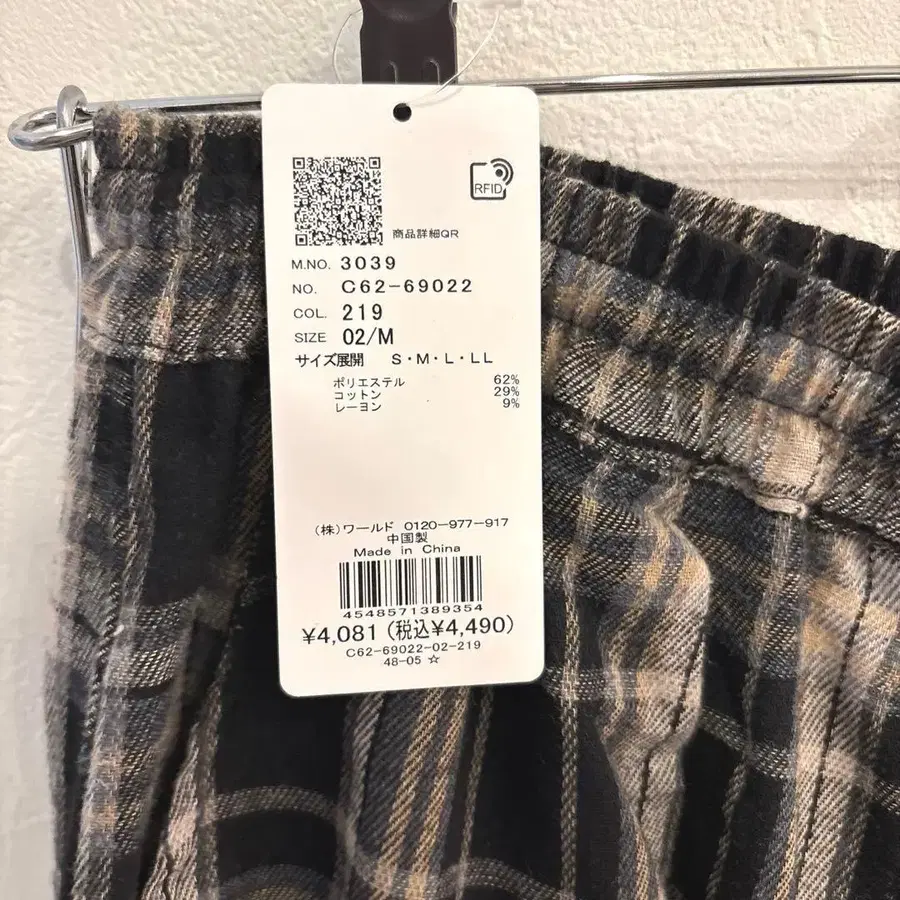 RFID
商品詳細QR
M.NO. 3039
NO. C62-69022
COL. 219
SIZE 02/M
サイズ展開 S・M・L・LL
ポリエステル 62%
コットン 29%
レーヨン 9%
(株)ワールド 0120-977-917
中国製
Made in China
4548571389354
¥4,081(税込¥4,490)
C62-69022-02-219
48-05 ☆